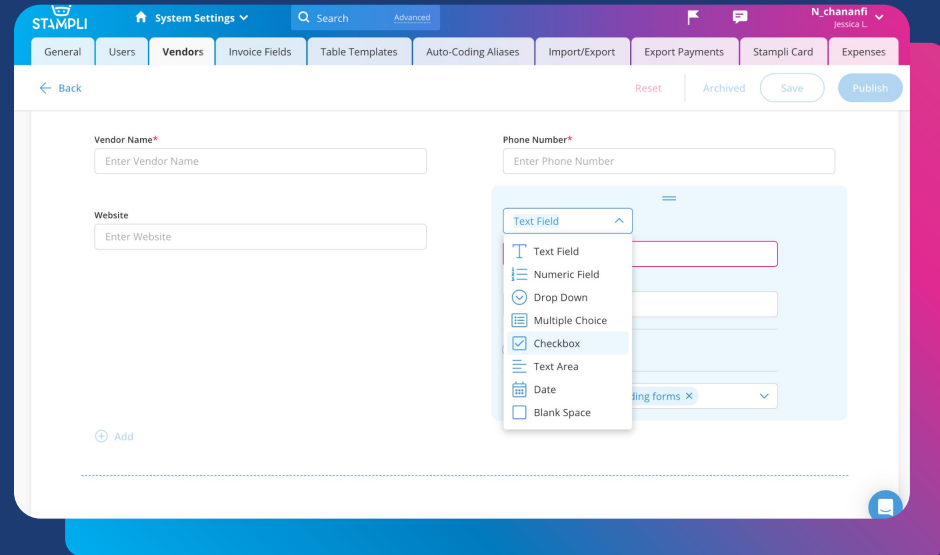 STAMPLI
System Settings
Search
Advanced
N_chananfi
Jessica L.
General
Users
Vendors
Invoice Fields
Table Templates
Auto-Coding Aliases
Import/Export
Export Payments
Stampli Card
Expenses
Back
Reset
Archived
Save
Publish
Vendor Name*
Enter Vendor Name
Phone Number*
Enter Phone Number
Website
Enter Website
Text Field
Text Field
Numeric Field
Drop Down
Multiple Choice
Checkbox
Text Area
Date
Blank Space
ding forms ×
Add